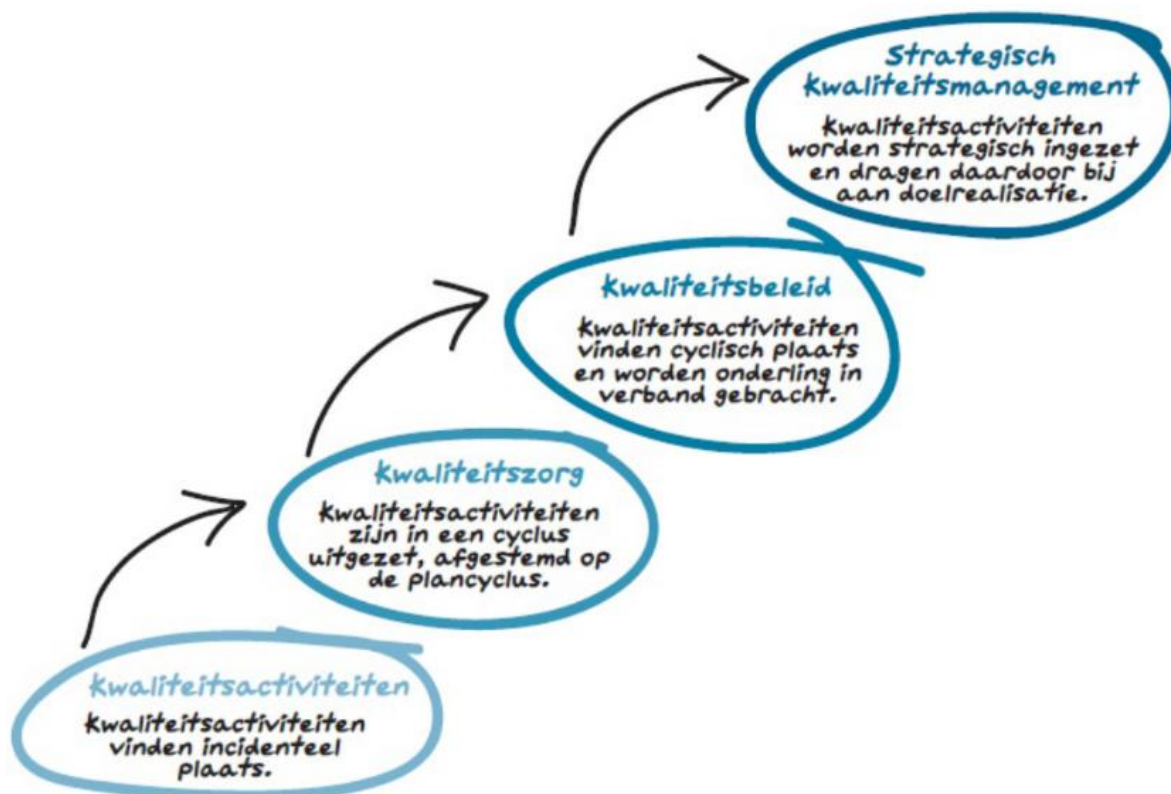 Strategisch
kwaliteitsmanagement
kwaliteitsactiviteiten
worden strategisch ingezet
en dragen daardoor bij
aan doelrealisatie.
kwaliteitsbeleid
kwaliteitsactiviteiten
vinden cyclisch plaats
en worden onderling in
verband gebracht.
kwaliteitszorg
kwaliteitsactiviteiten
zijn in een cyclus
uitgezet, afgestemd op
de plancyclus.
kwaliteitsactiviteiten
kwaliteitsactiviteiten
vinden incidenteel
plaats.